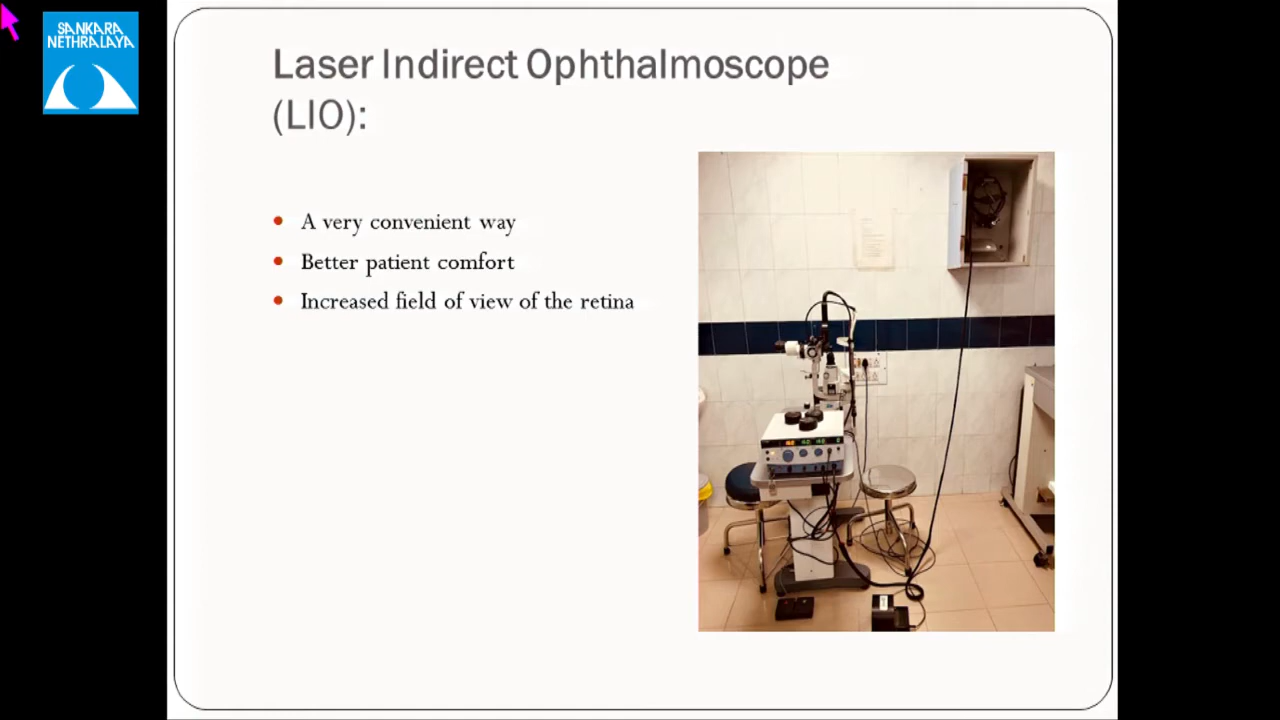 SANKARA
NETHRALAYA
Laser Indirect Ophthalmoscope
(LIO):
• A very convenient way
• Better patient comfort
• Increased field of view of the retina